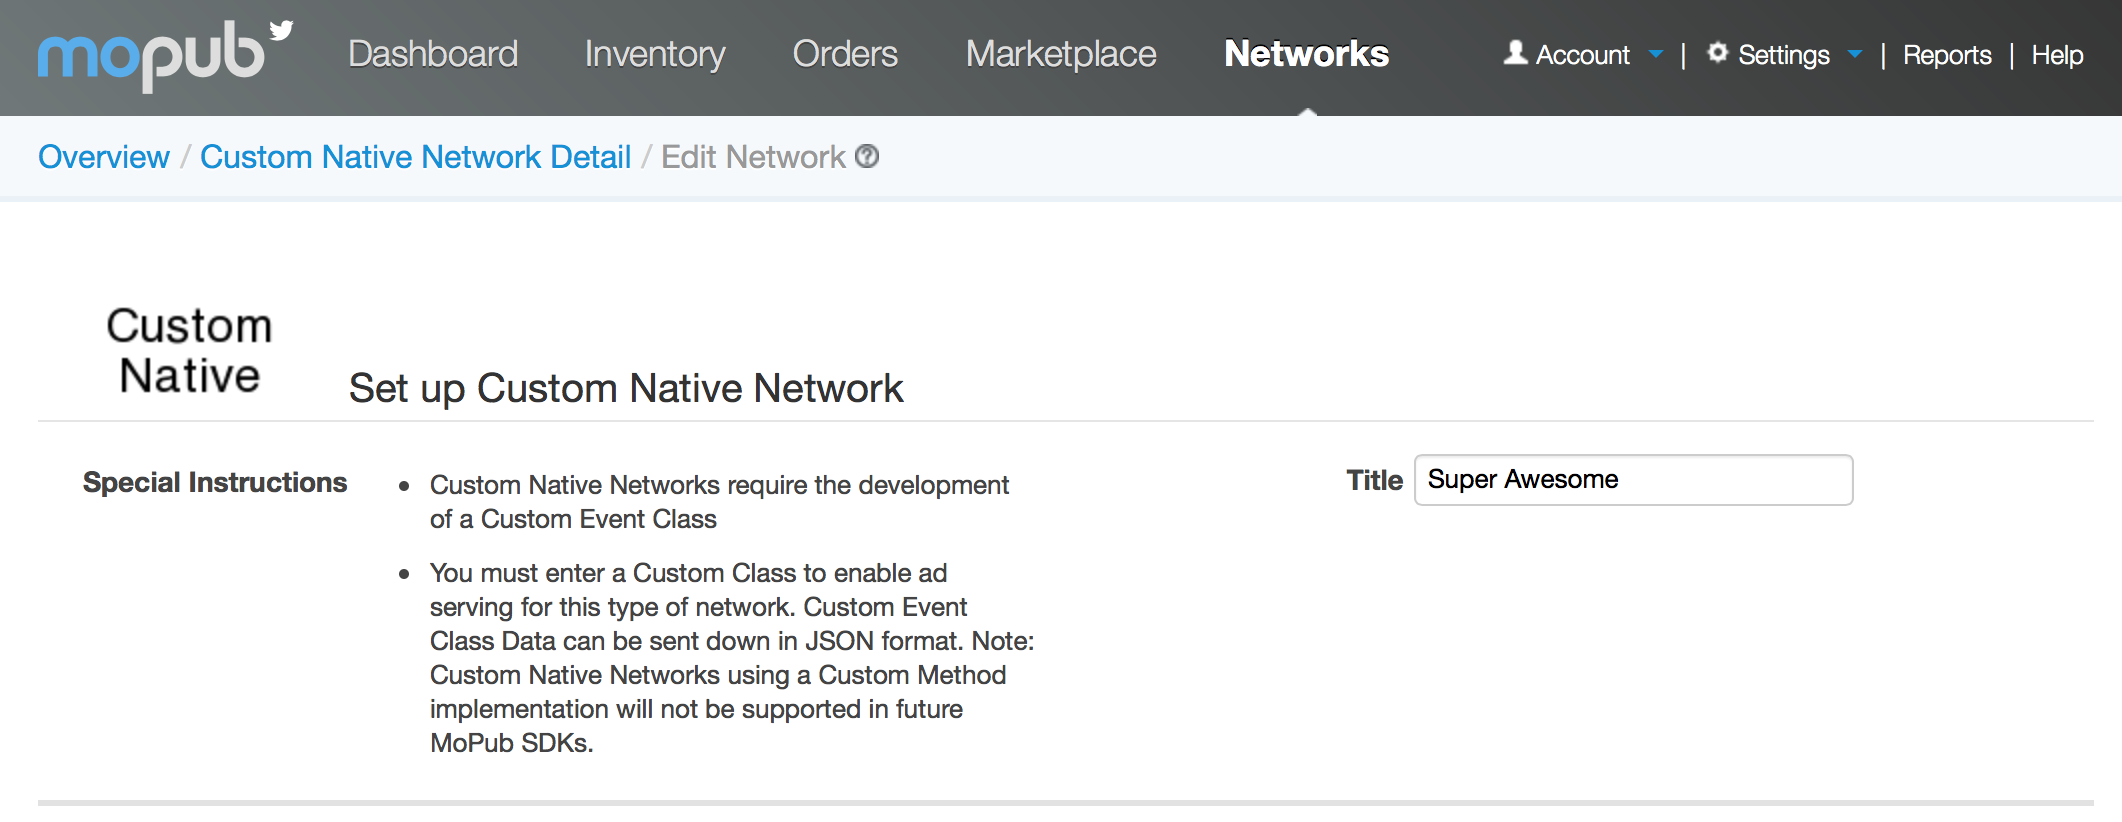 mopub Dashboard Inventory Orders Marketplace Networks Account | Settings | Reports | Help
Overview / Custom Native Network Detail / Edit Network ?
Custom
Native
Set up Custom Native Network
Special Instructions
• Custom Native Networks require the development
of a Custom Event Class
• You must enter a Custom Class to enable ad
serving for this type of network. Custom Event
Class Data can be sent down in JSON format. Note:
Custom Native Networks using a Custom Method
implementation will not be supported in future
MoPub SDKs.
Title Super Awesome